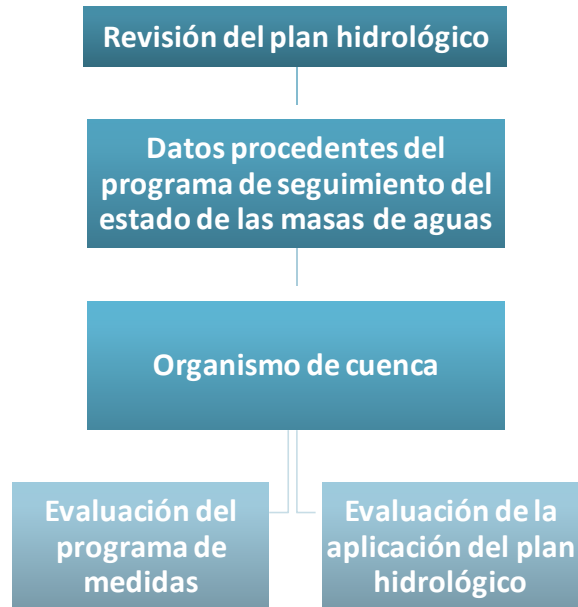 Revisión del plan hidrológico
Datos procedentes del
programa de seguimiento del
estado de las masas de aguas
Organismo de cuenca
Evaluación del
programa de
medidas
Evaluación de la
aplicación del plan
hidrológico